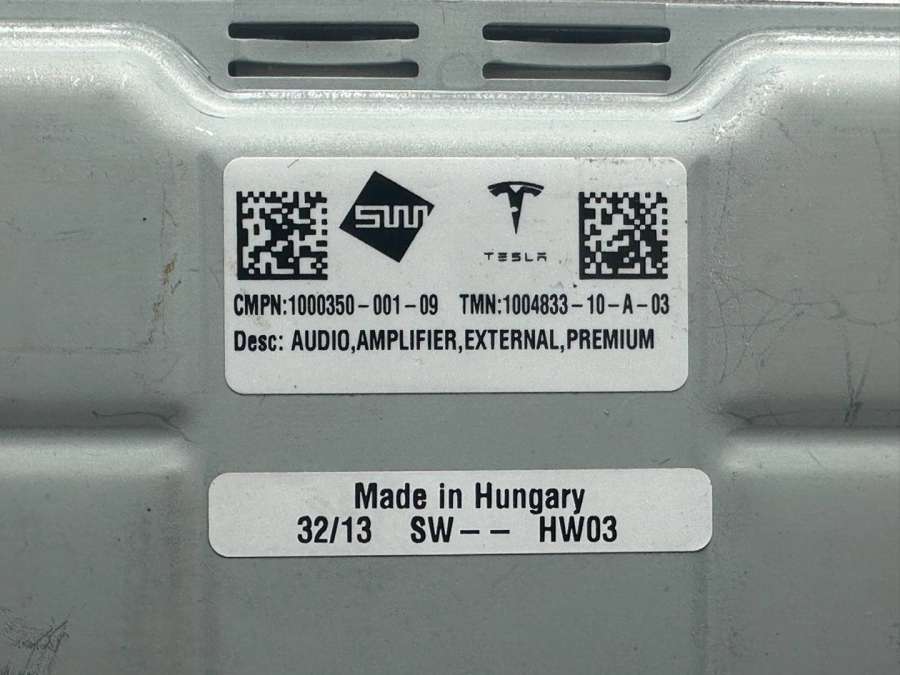 SWM
TESLA
CMPN:1000350-001-09 TMN:1004833-10-A-03
Desc: AUDIO,AMPLIFIER,EXTERNAL,PREMIUM
Made in Hungary
32/13 SW-- HW03